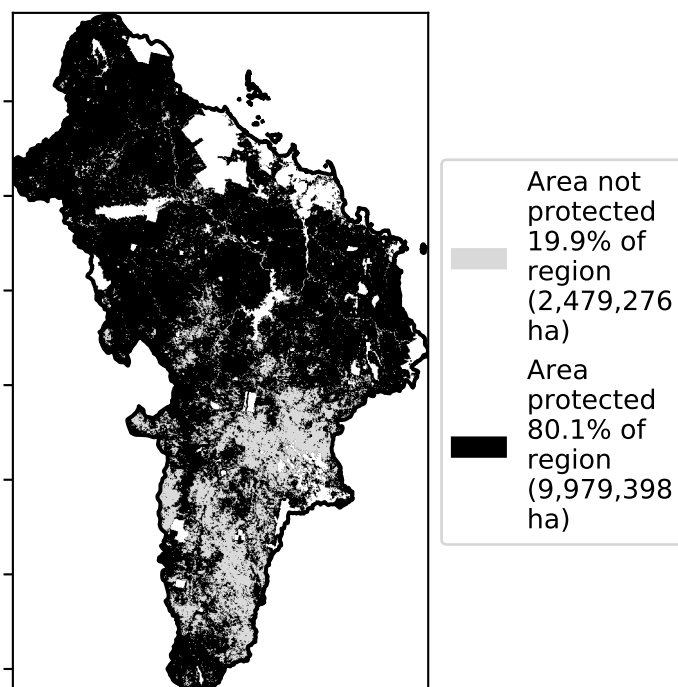 Area not
protected
19.9% of
region
(2,479,276
ha)
Area
protected
80.1% of
region
(9,979,398
ha)